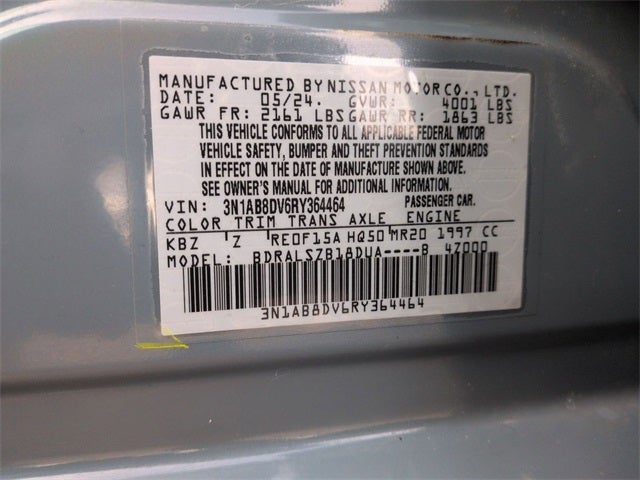 MANUFACTURED BY NISSAN MOTOR CO., LTD.
DATE: 05/24. GVWR: 4001 LBS
GAWR FR: 2161 LBS GAWR RR: 1863 LBS
THIS VEHICLE CONFORMS TO ALL APPLICABLE FEDERAL MOTOR
VEHICLE SAFETY, BUMPER AND THEFT PREVENTION STANDARDS
IN EFFECT ON THE DATE OF MANUFACTURE SHOWN ABOVE.
SEE OWNER'S MANUAL FOR ADDITIONAL INFORMATION.
VIN: 3N1AB8DV6RY364464 PASSENGER CAR.
COLOR TRIM TRANS AXLE ENGINE
KBZ Z RE0F15A HQ50 MR20 1997 CC
MODEL: BDRALSZB18DUA----B 47000
3N1AB8DV6RY364464